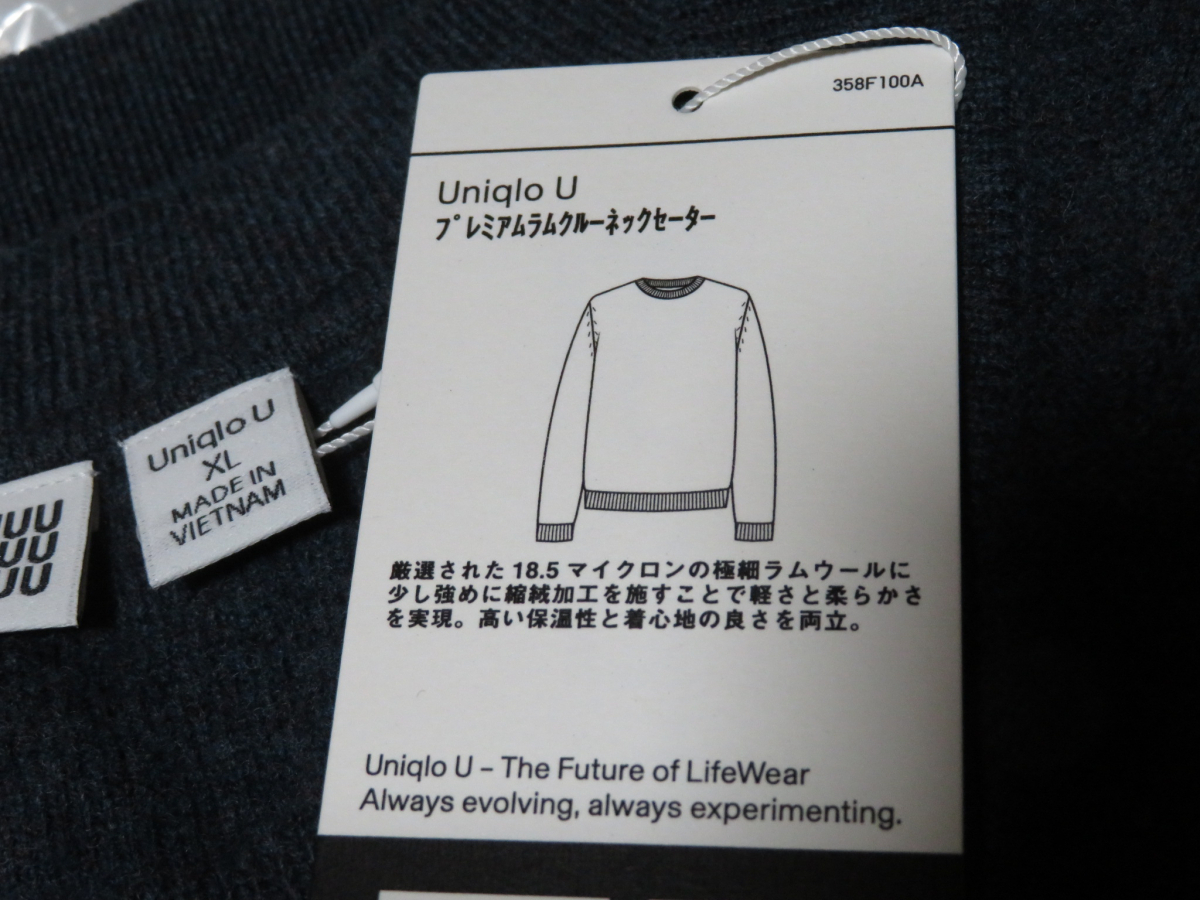 358F100A
Uniqlo U
プレミアムラムクルーネックセーター
厳選された18.5マイクロンの極細ラムウールに
少し強めに縮絨加工を施すことで軽さと柔らかさ
を実現。高い保温性と着心地の良さを両立。
Uniqlo U – The Future of LifeWear
Always evolving, always experimenting.
Uniqlo U
XL
MADE IN
VIETNAM
UU
UU
UU